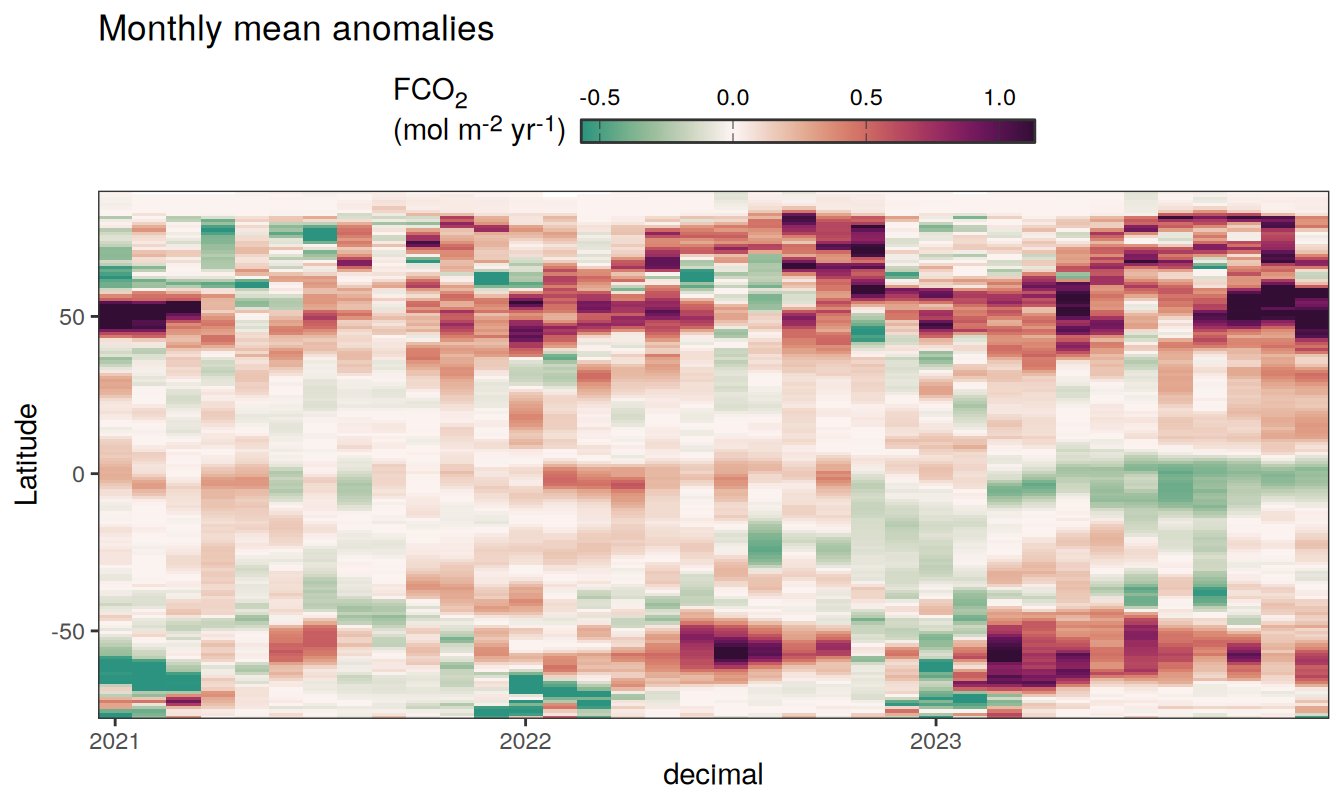 Monthly mean anomalies
FCO₂
(mol m⁻² yr⁻¹)
-0.5 0.0 0.5 1.0
Latitude
50
0
-50
2021 2022 2023
decimal